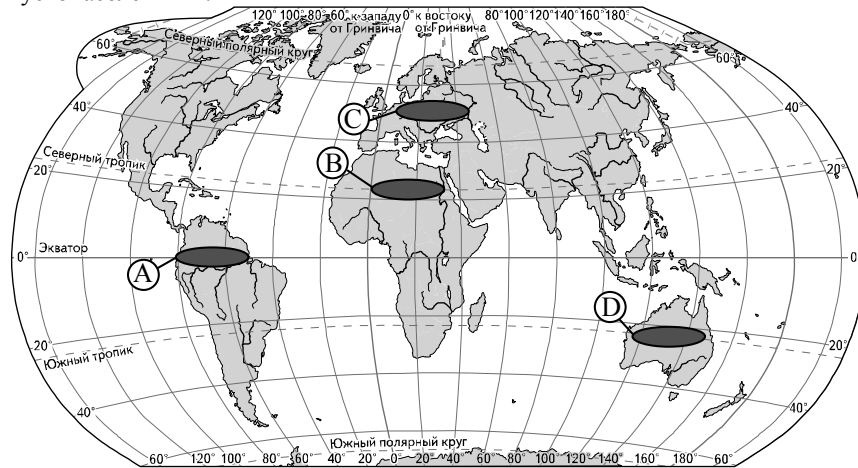 120° 100° 80° 60° к западу 0° к востоку 80° 100° 120° 140° 160° 180°
от Гринвича от Гринвича
60° Северный полярный круг 60°
C
40° 40°
Северный тропик
B
20° 20°
Экватор
0° 0
A
D
20° 20°
Южный тропик
40° 40°
Южный полярный круг
60° 120° 100° 80° 60° 40° 20° 0° 20° 40° 60° 80° 100° 120° 140° 160° 180° 60°